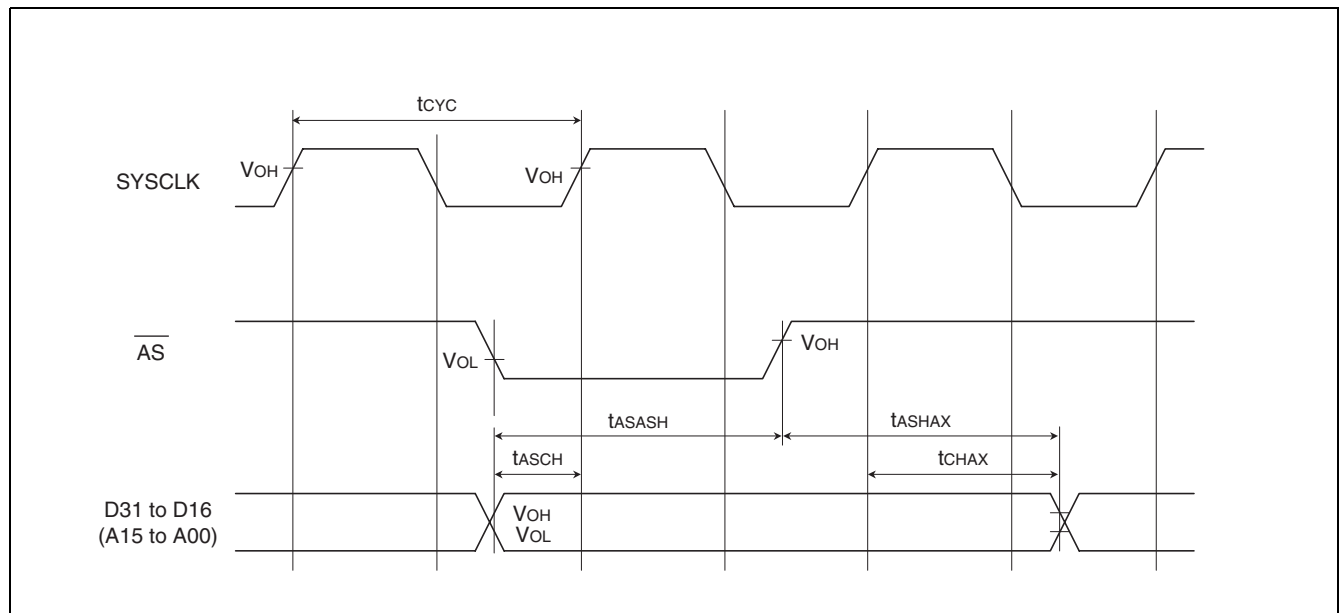 tCYC
VOH
VOH
SYSCLK
AS
VOL
VOH
tASASH
tASHAX
tASCH
tCHAX
D31 to D16
(A15 to A00)
VOH
VOL